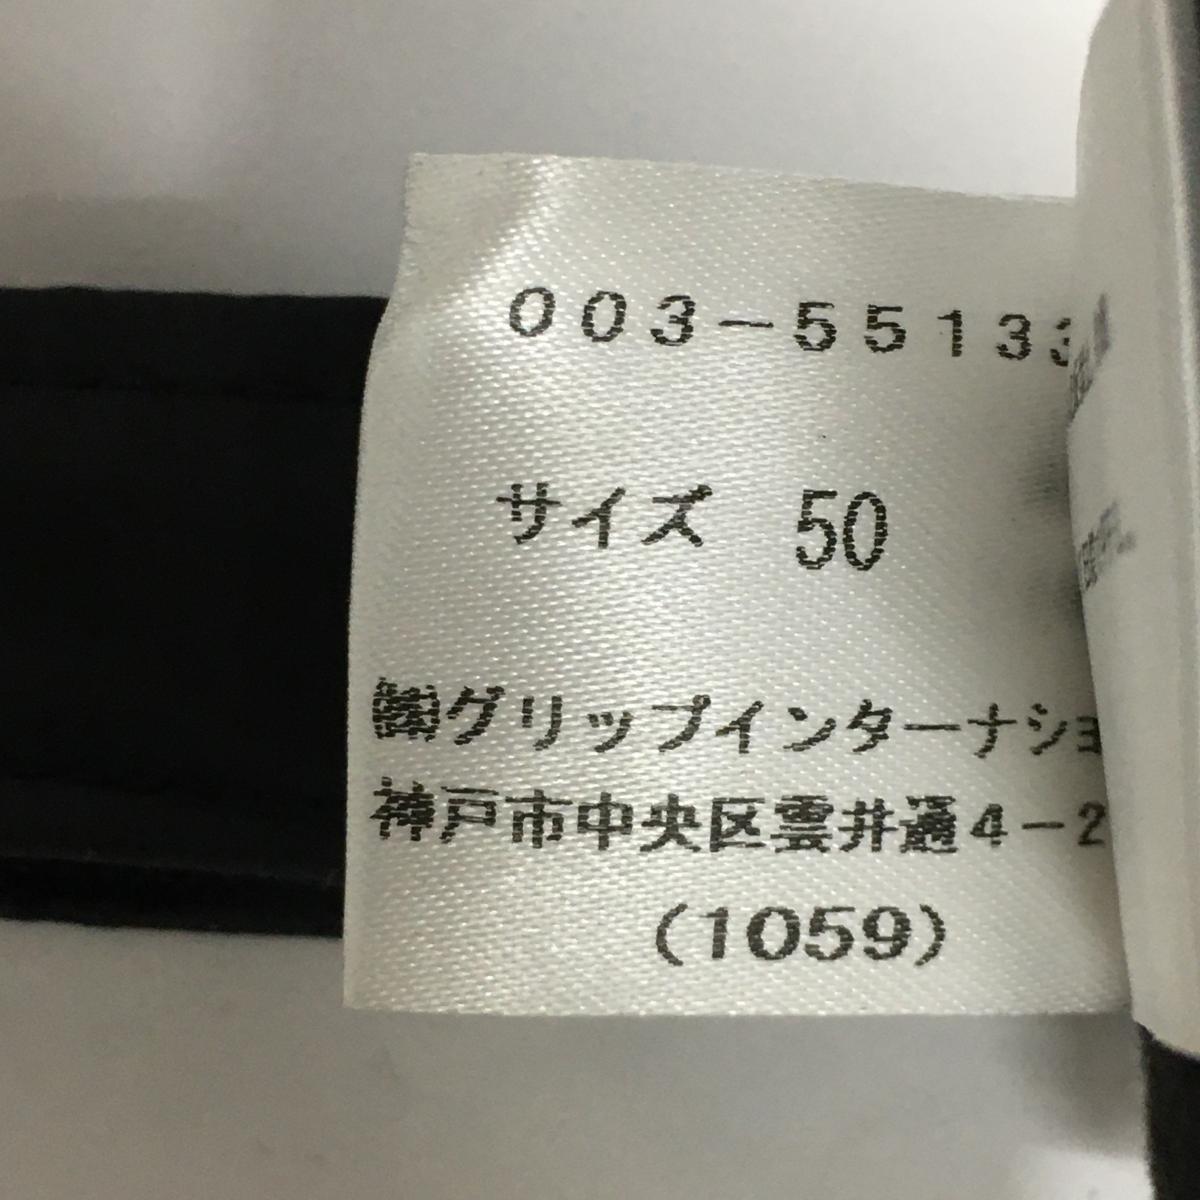 003-5513
サイズ 50
㈱グリップインターナショ
神戸市中央区雲井通4-2
(1059)